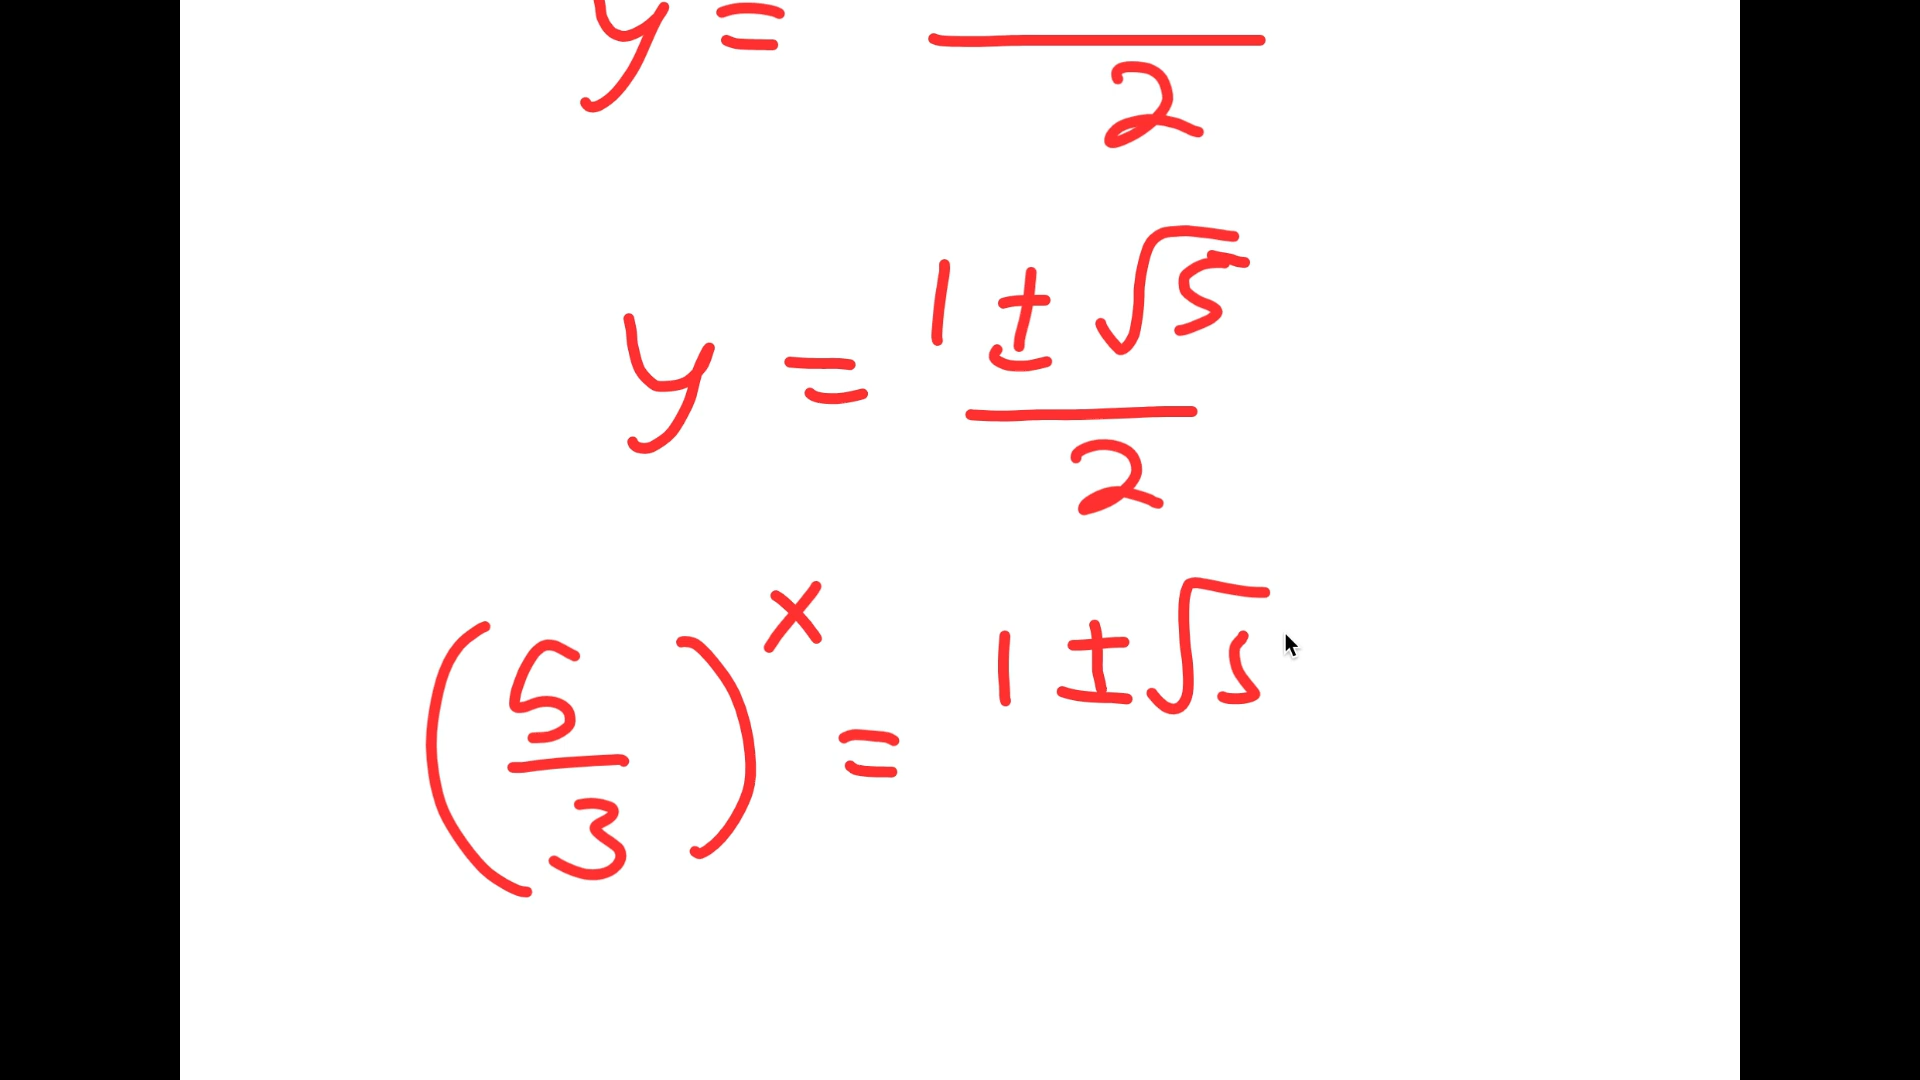 y = ―
2
y = (1 ± √5) / 2
(5/3)^x = 1 ± √5